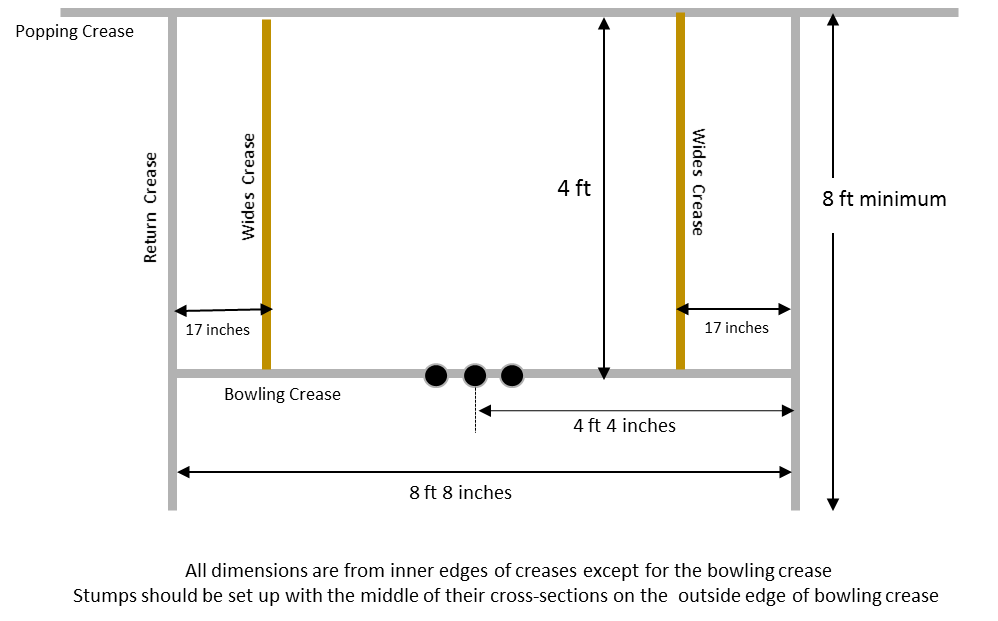 Popping Crease
Return Crease
Wides Crease
Wides Crease
4 ft
8 ft minimum
17 inches
17 inches
Bowling Crease
4 ft 4 inches
8 ft 8 inches
All dimensions are from inner edges of creases except for the bowling crease
Stumps should be set up with the middle of their cross-sections on the outside edge of bowling crease